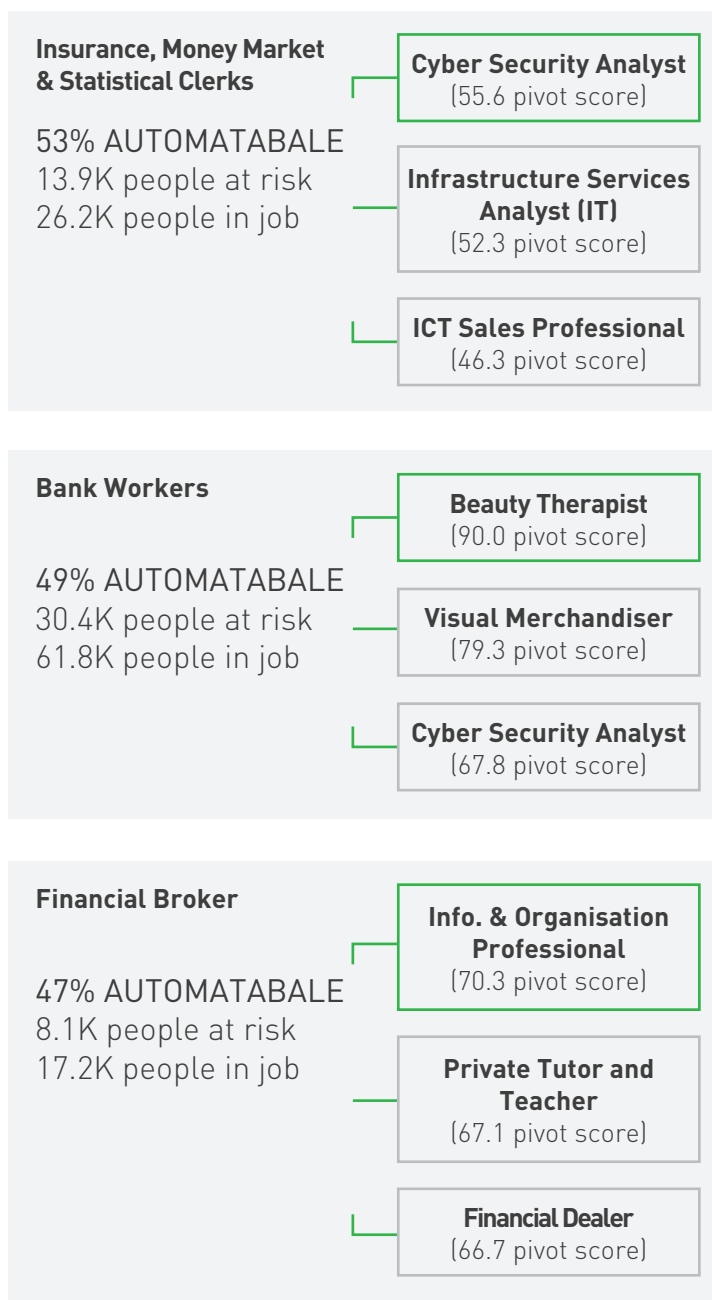 Insurance, Money Market
& Statistical Clerks
53% AUTOMATABALE
13.9K people at risk
26.2K people in job
Cyber Security Analyst
(55.6 pivot score)
Infrastructure Services
Analyst (IT)
(52.3 pivot score)
ICT Sales Professional
(46.3 pivot score)
Bank Workers
49% AUTOMATABALE
30.4K people at risk
61.8K people in job
Beauty Therapist
(90.0 pivot score)
Visual Merchandiser
(79.3 pivot score)
Cyber Security Analyst
(67.8 pivot score)
Financial Broker
47% AUTOMATABALE
8.1K people at risk
17.2K people in job
Info. & Organisation
Professional
(70.3 pivot score)
Private Tutor and
Teacher
(67.1 pivot score)
Financial Dealer
(66.7 pivot score)